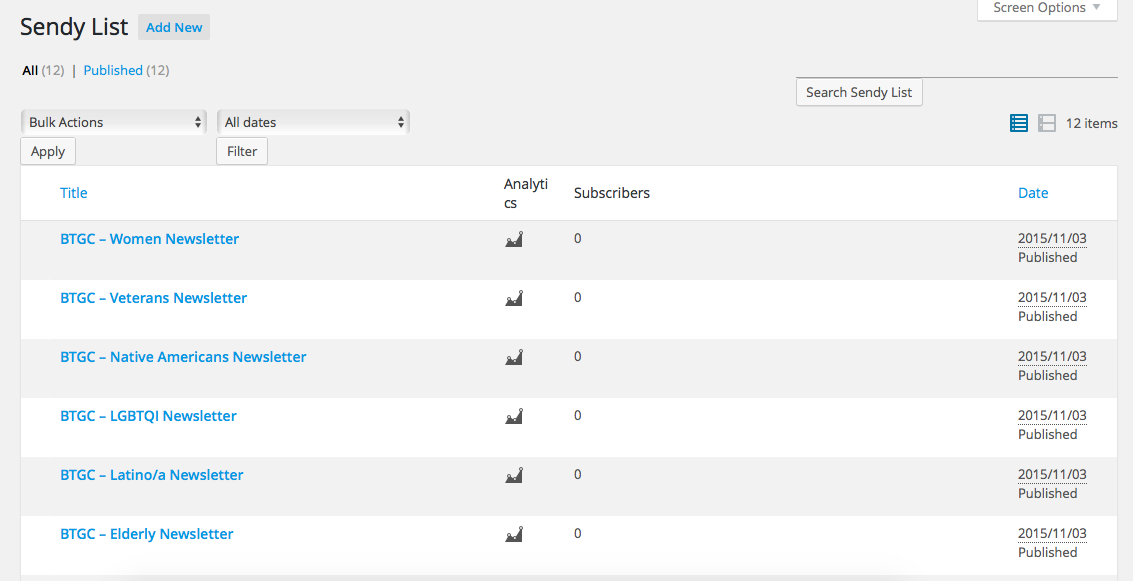 Screen Options
Sendy List Add New
All (12) | Published (12)
Search Sendy List
Bulk Actions All dates 12 items
Apply Filter
Title Analyti
cs Subscribers Date
BTGC – Women Newsletter 0 2015/11/03
Published
BTGC – Veterans Newsletter 0 2015/11/03
Published
BTGC – Native Americans Newsletter 0 2015/11/03
Published
BTGC – LGBTQI Newsletter 0 2015/11/03
Published
BTGC – Latino/a Newsletter 0 2015/11/03
Published
BTGC – Elderly Newsletter 0 2015/11/03
Published